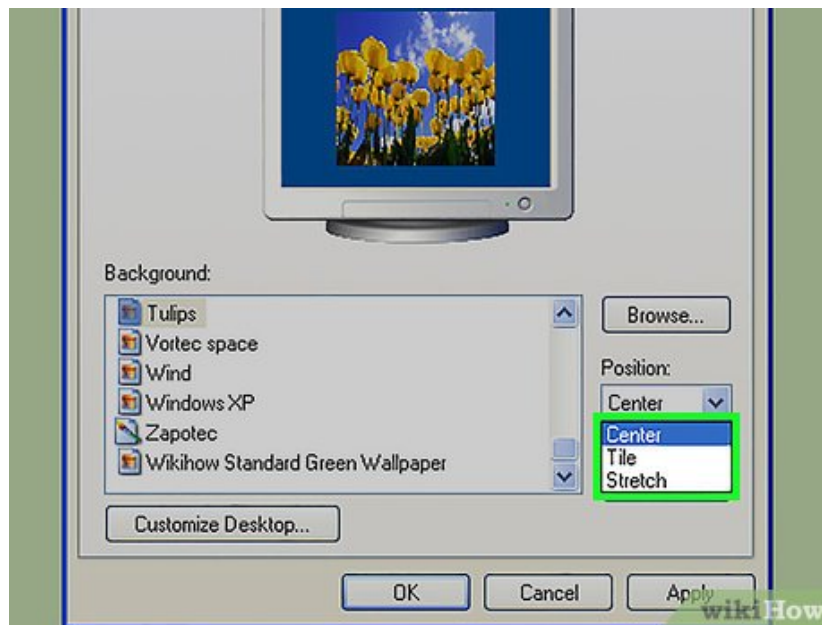 Background:
Tulips
Vortec space
Wind
Windows XP
Zapotec
Wikihow Standard Green Wallpaper
Browse...
Position:
Center
Center
Tile
Stretch
Customize Desktop...
OK
Cancel
Apply
wikiHow